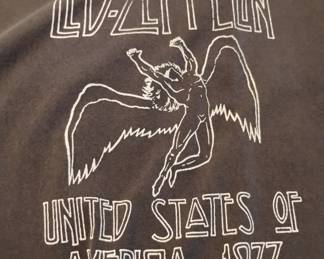 LED-ZEPPELIN
UNITED STATES OF
AMERICA 1977